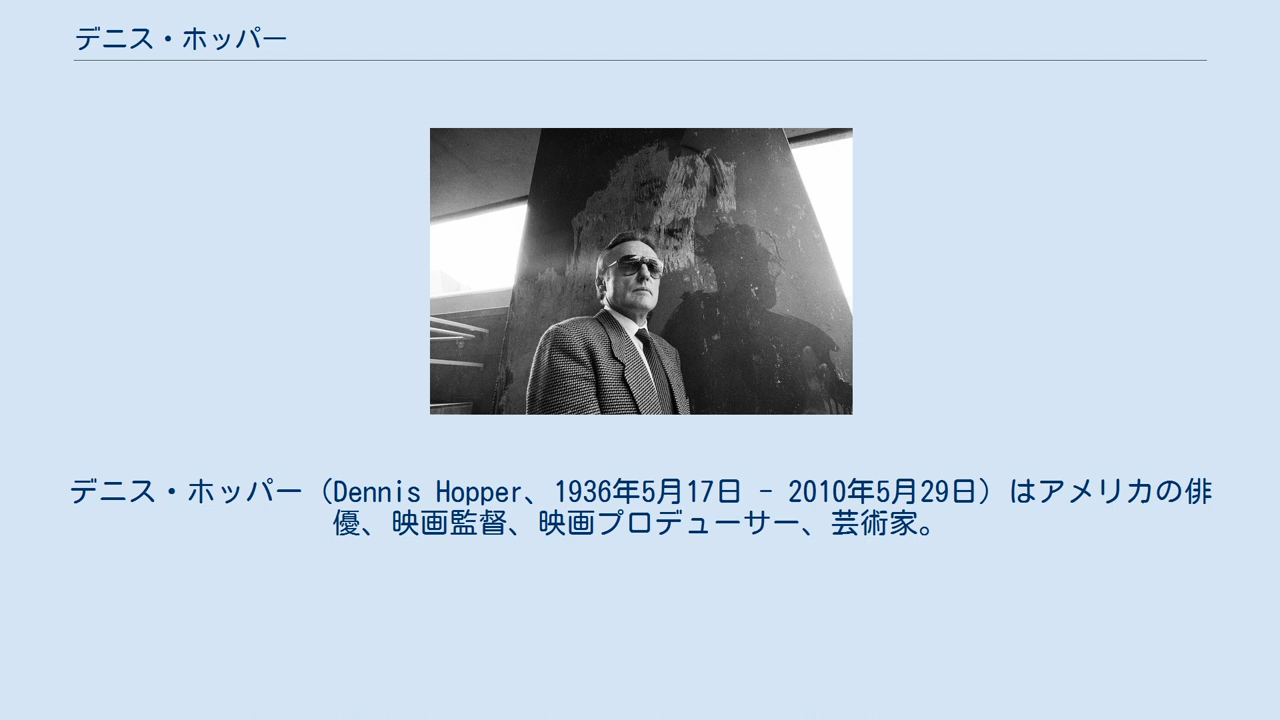 デニス・ホッパー
デニス・ホッパー（Dennis Hopper、1936年5月17日 - 2010年5月29日）はアメリカの俳
優、映画監督、映画プロデューサー、芸術家。